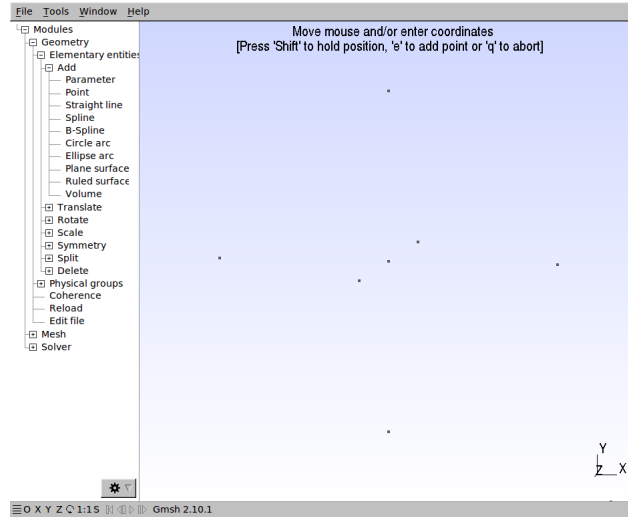 File Tools Window Help
Modules
Geometry
Elementary entities
Add
Parameter
Point
Straight line
Spline
B-Spline
Circle arc
Ellipse arc
Plane surface
Ruled surface
Volume
Translate
Rotate
Scale
Symmetry
Split
Delete
Physical groups
Coherence
Reload
Edit file
Mesh
Solver
Move mouse and/or enter coordinates
[Press 'Shift' to hold position, 'e' to add point or 'q' to abort]
Y
Z X
O X Y Z 1:1 S Gmsh 2.10.1